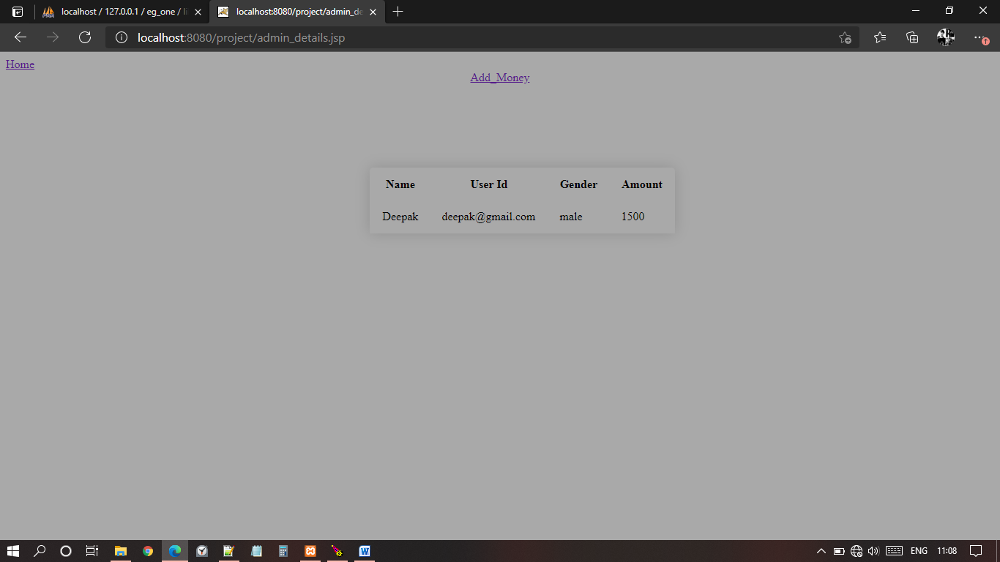 localhost / 127.0.0.1 / eg_one / li
localhost:8080/project/admin_de
localhost:8080/project/admin_details.jsp
Home
Add_Money
Name User Id Gender Amount
Deepak deepak@gmail.com male 1500
ENG 11:08